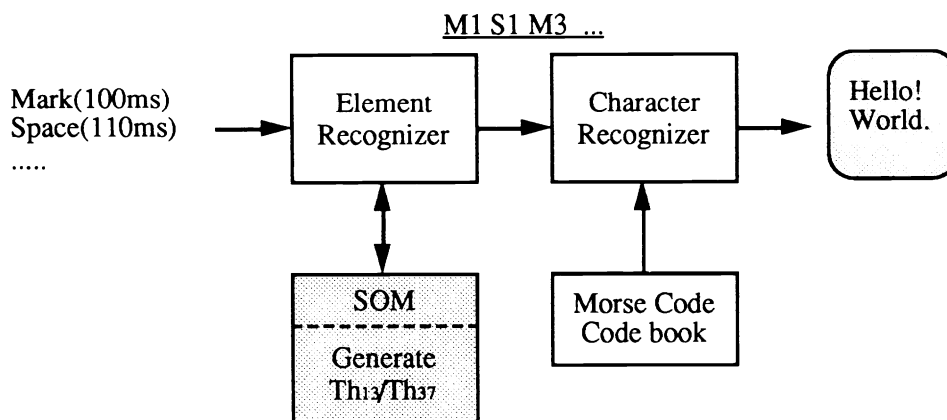 M1 S1 M3 ...
Mark(100ms)
Space(110ms)
.....
Element
Recognizer
Character
Recognizer
Hello!
World.
SOM
Generate
Th13/Th37
Morse Code
Code book